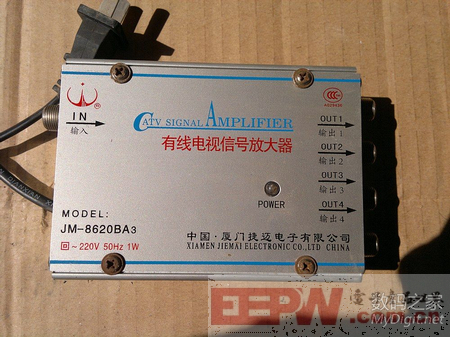 IN
输入
CATV SIGNAL AMPLIFIER
有线电视信号放大器
OUT1
输出1
OUT2
输出2
OUT3
输出3
OUT4
输出4
POWER
MODEL:
JM-8620BA3
~220V 50Hz 1W
中国·厦门捷迈电子有限公司
XIAMEN JIEMAI ELECTRONIC CO.,LTD CHINA
EEPW
数码之家
MyDigit.net